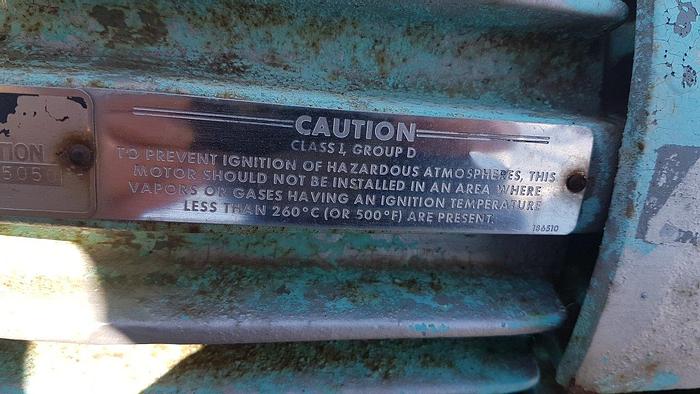 CAUTION
CLASS I, GROUP D
TO PREVENT IGNITION OF HAZARDOUS ATMOSPHERES, THIS
MOTOR SHOULD NOT BE INSTALLED IN AN AREA WHERE
VAPORS OR GASES HAVING AN IGNITION TEMPERATURE
LESS THAN 260°C (OR 500°F) ARE PRESENT.
186510
TION
5050